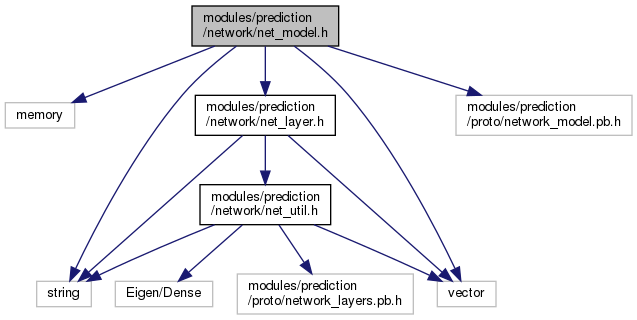 modules/prediction
/network/net_model.h
memory
modules/prediction
/network/net_layer.h
modules/prediction
/proto/network_model.pb.h
modules/prediction
/network/net_util.h
string
Eigen/Dense
modules/prediction
/proto/network_layers.pb.h
vector